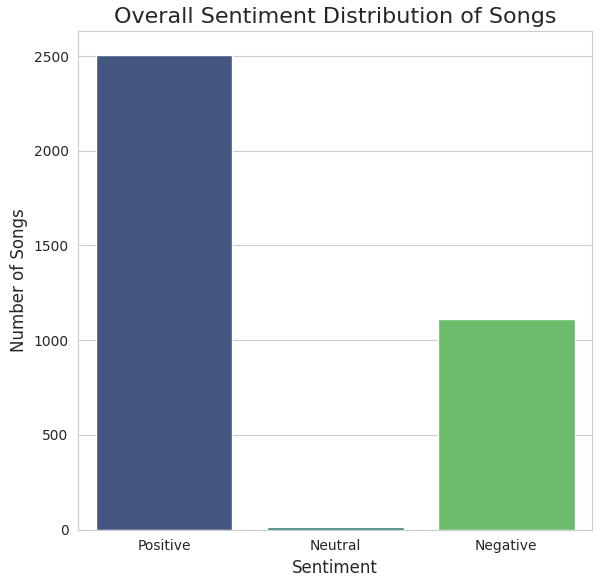 Overall Sentiment Distribution of Songs
Number of Songs
2500
2000
1500
1000
500
0
Positive
Neutral
Negative
Sentiment